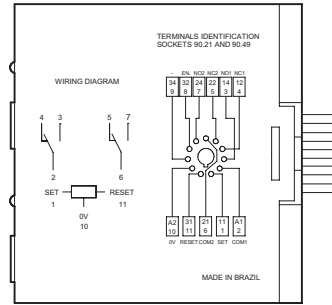 TERMINALS IDENTIFICATION
SOCKETS 90.21 AND 90.49
- EN. NO2 NC2 NO1 NC1
34 32 24 22 14 12
9 8 7 5 3 4
WIRING DIAGRAM
4 3 5 7
2 6
SET RESET
1 11
0V
10
A2 31 21 11 A1
10 11 6 1 2
0V RESET COM2 SET COM1
MADE IN BRAZIL